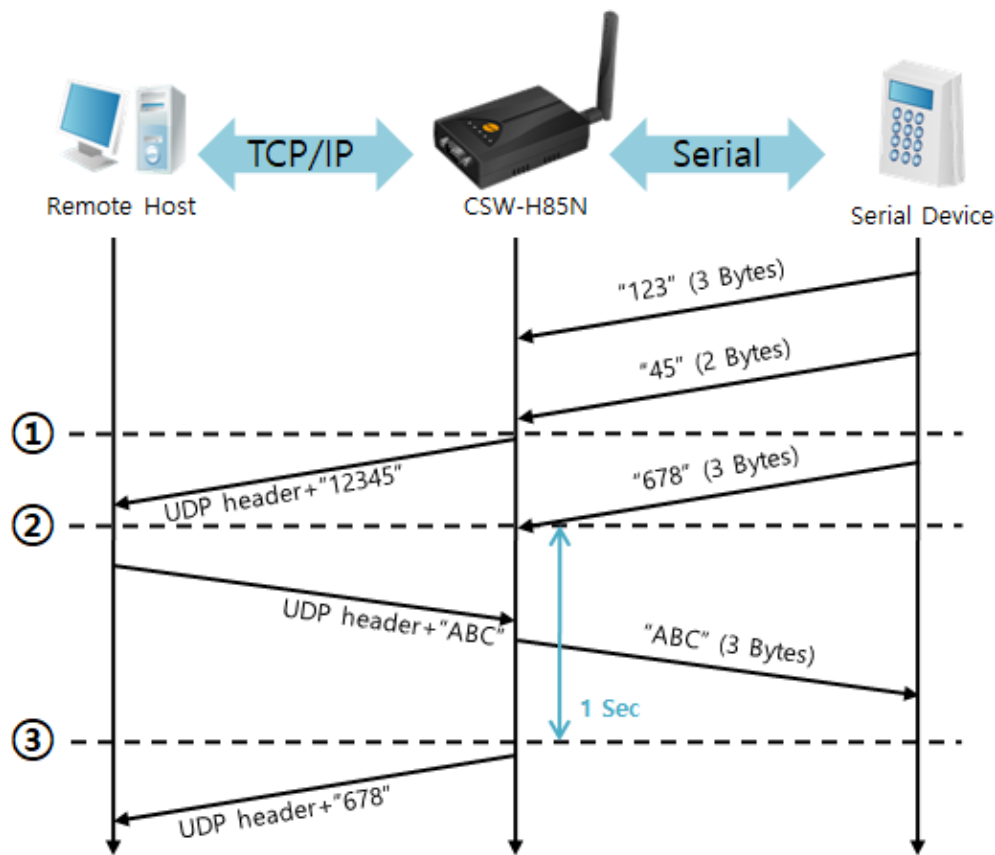 TCP/IP
Serial
Remote Host
CSW-H85N
Serial Device
"123" (3 Bytes)
"45" (2 Bytes)
①
UDP header+"12345"
"678" (3 Bytes)
②
UDP header+"ABC"
"ABC" (3 Bytes)
1 Sec
③
UDP header+"678"